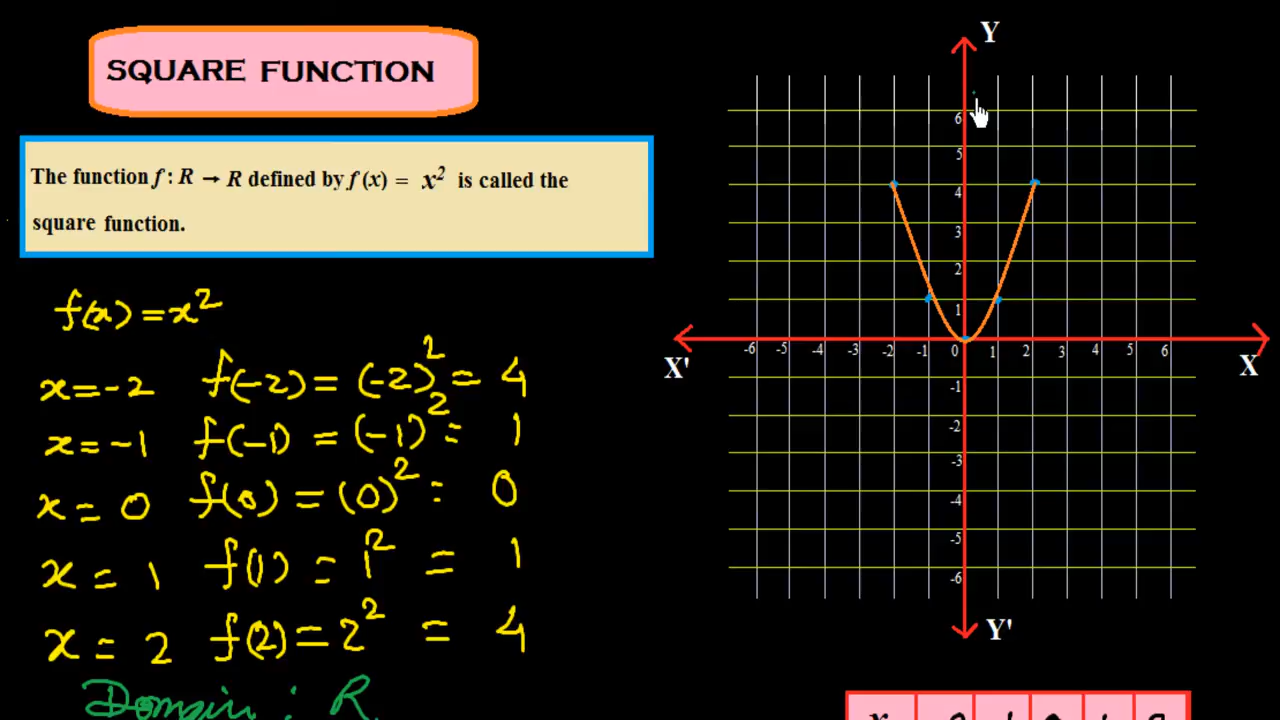 SQUARE FUNCTION
The function f : R → R defined by f(x) = x² is called the
square function.
f(x) = x²
x = -2 f(-2) = (-2)² = 4
x = -1 f(-1) = (-1)² = 1
x = 0 f(0) = (0)² = 0
x = 1 f(1) = 1² = 1
x = 2 f(2) = 2² = 4
Domain : R
Y
6
5
4
3
2
1
X' -6 -5 -4 -3 -2 -1 0 1 2 3 4 5 6 X
-1
-2
-3
-4
-5
-6
Y'